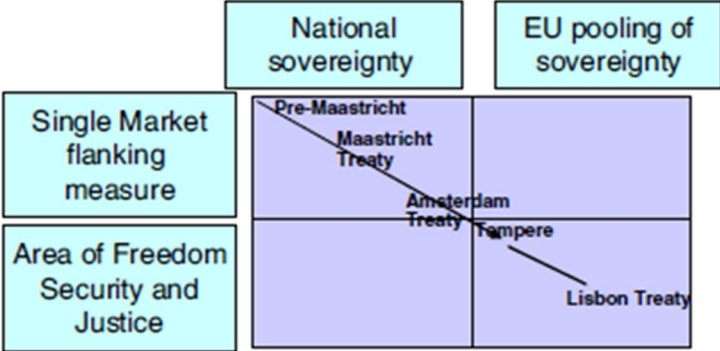 National
sovereignty
EU pooling of
sovereignty
Single Market
flanking
measure
Area of Freedom
Security and
Justice
Pre-Maastricht
Maastricht
Treaty
Amsterdam
Treaty
Tampere
Lisbon Treaty